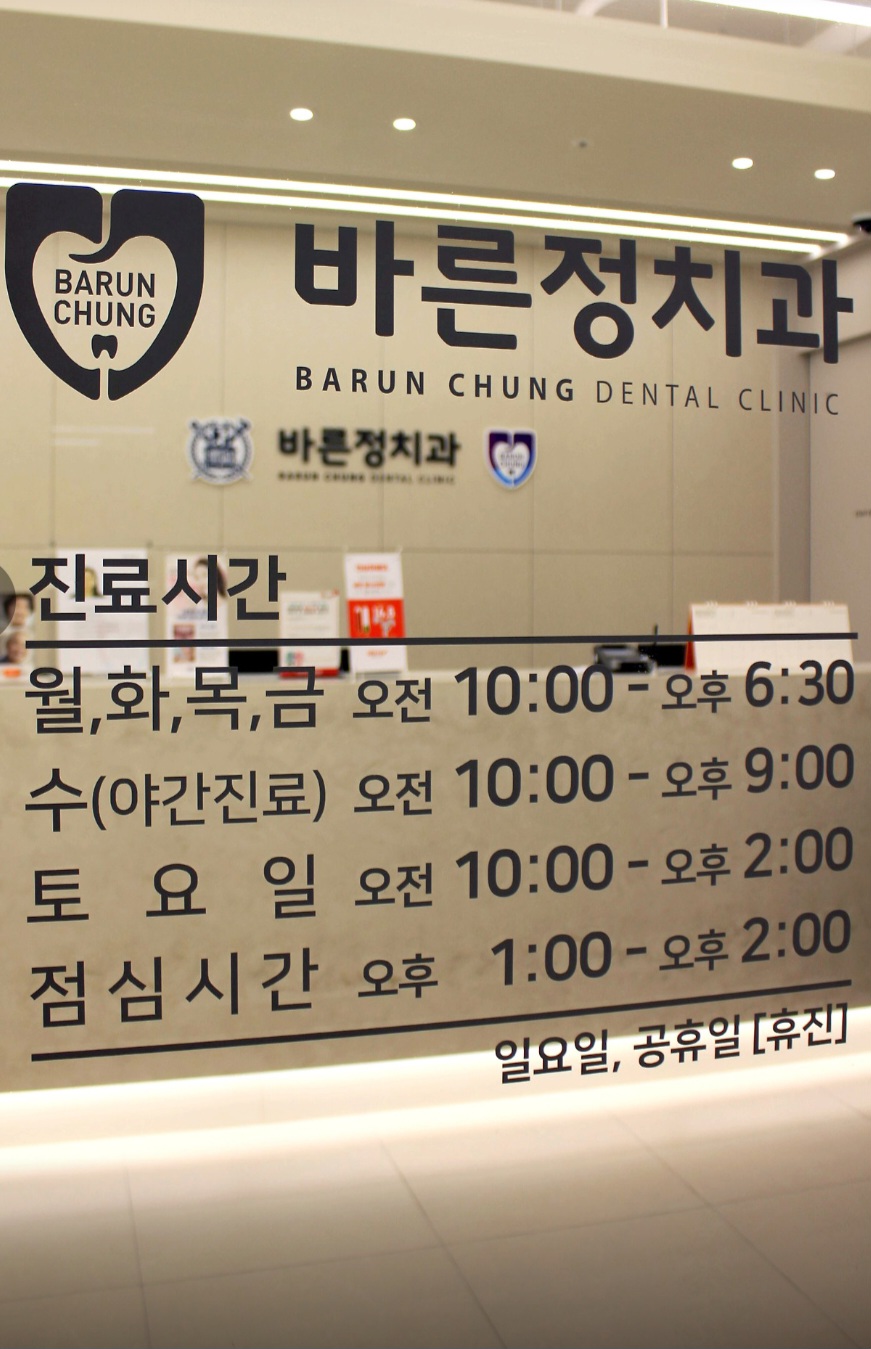 BARUN
CHUNG
바른정치과
BARUN CHUNG DENTAL CLINIC
바른정치과
BARUN CHUNG DENTAL CLINIC
진료시간
월,화,목,금 오전 10:00 - 오후 6:30
수(야간진료) 오전 10:00 - 오후 9:00
토 요 일 오전 10:00 - 오후 2:00
점심시간 오후 1:00 - 오후 2:00
일요일, 공휴일 [휴진]